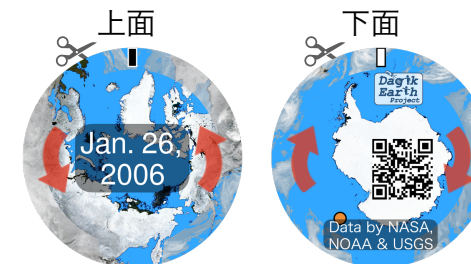 上面
下面
Jan. 26,
2006
Dagik
Earth
Project
Data by NASA,
NOAA & USGS